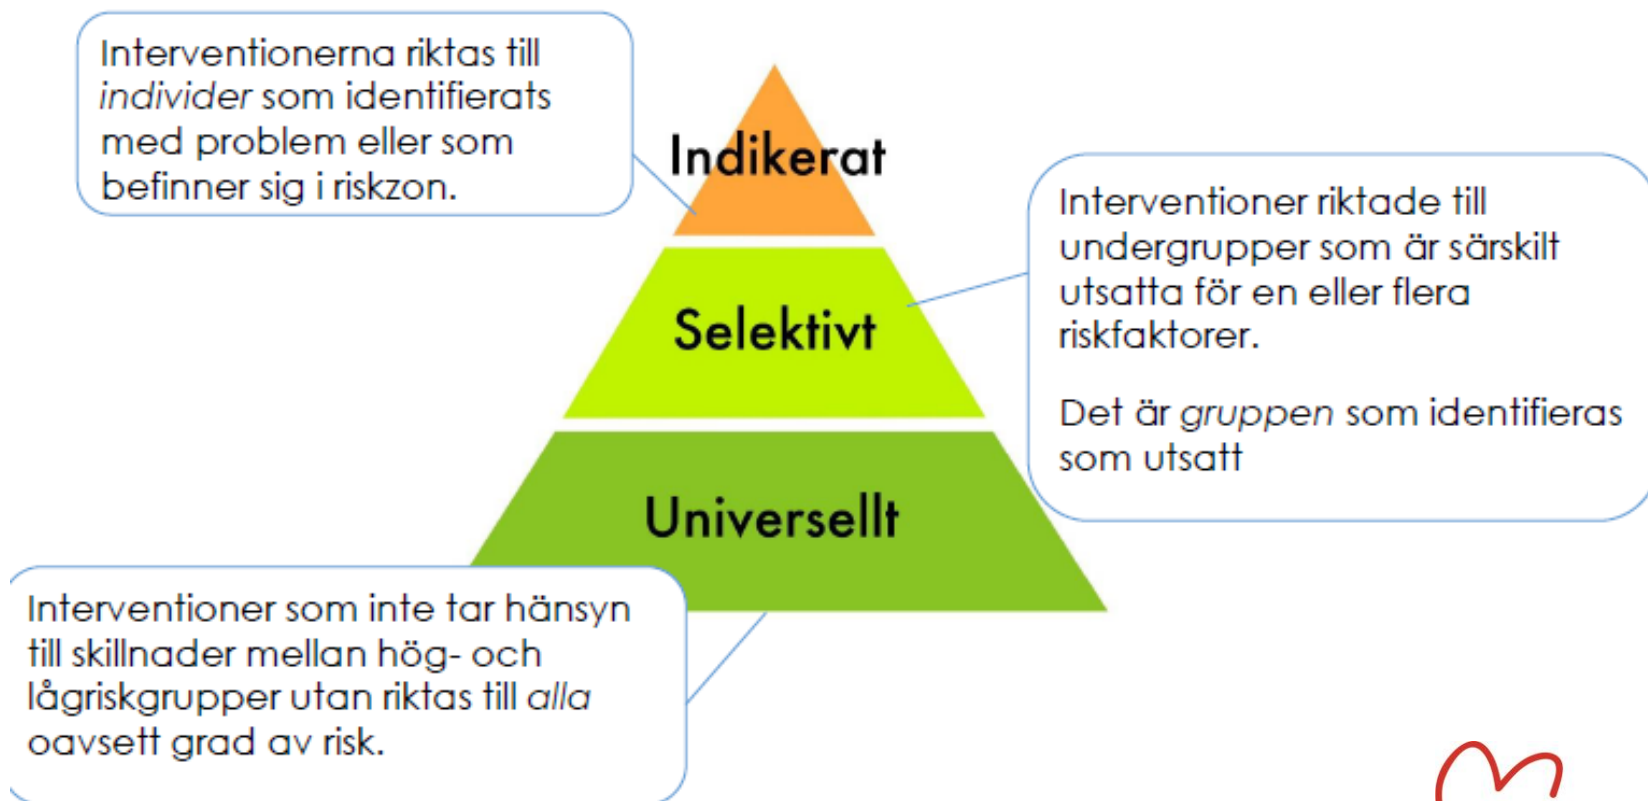 Interventionerna riktas till
individer som identifierats
med problem eller som
befinner sig i riskzon.
Indikerat
Interventioner riktade till
undergrupper som är särskilt
utsatta för en eller flera
riskfaktorer.
Det är gruppen som identifieras
som utsatt
Selektivt
Universellt
Interventioner som inte tar hänsyn
till skillnader mellan hög- och
lågriskgrupper utan riktas till alla
oavsett grad av risk.